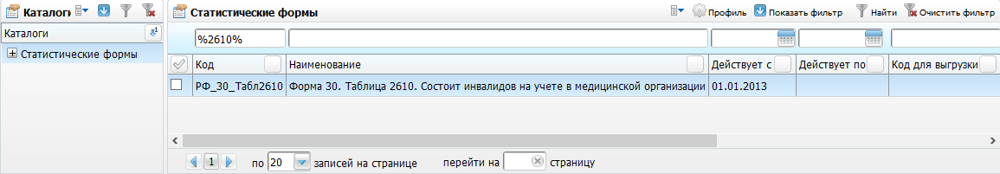 Каталоги
Каталоги
Статистические формы
Статистические формы
Профиль Показать фильтр Найти Очистить фильтр
%2610%
Код Наименование Действует с Действует по Код для выгрузки
РФ_30_Табл2610 Форма 30. Таблица 2610. Состоит инвалидов на учете в медицинской организации 01.01.2013
1 по 20 записей на странице перейти на страницу